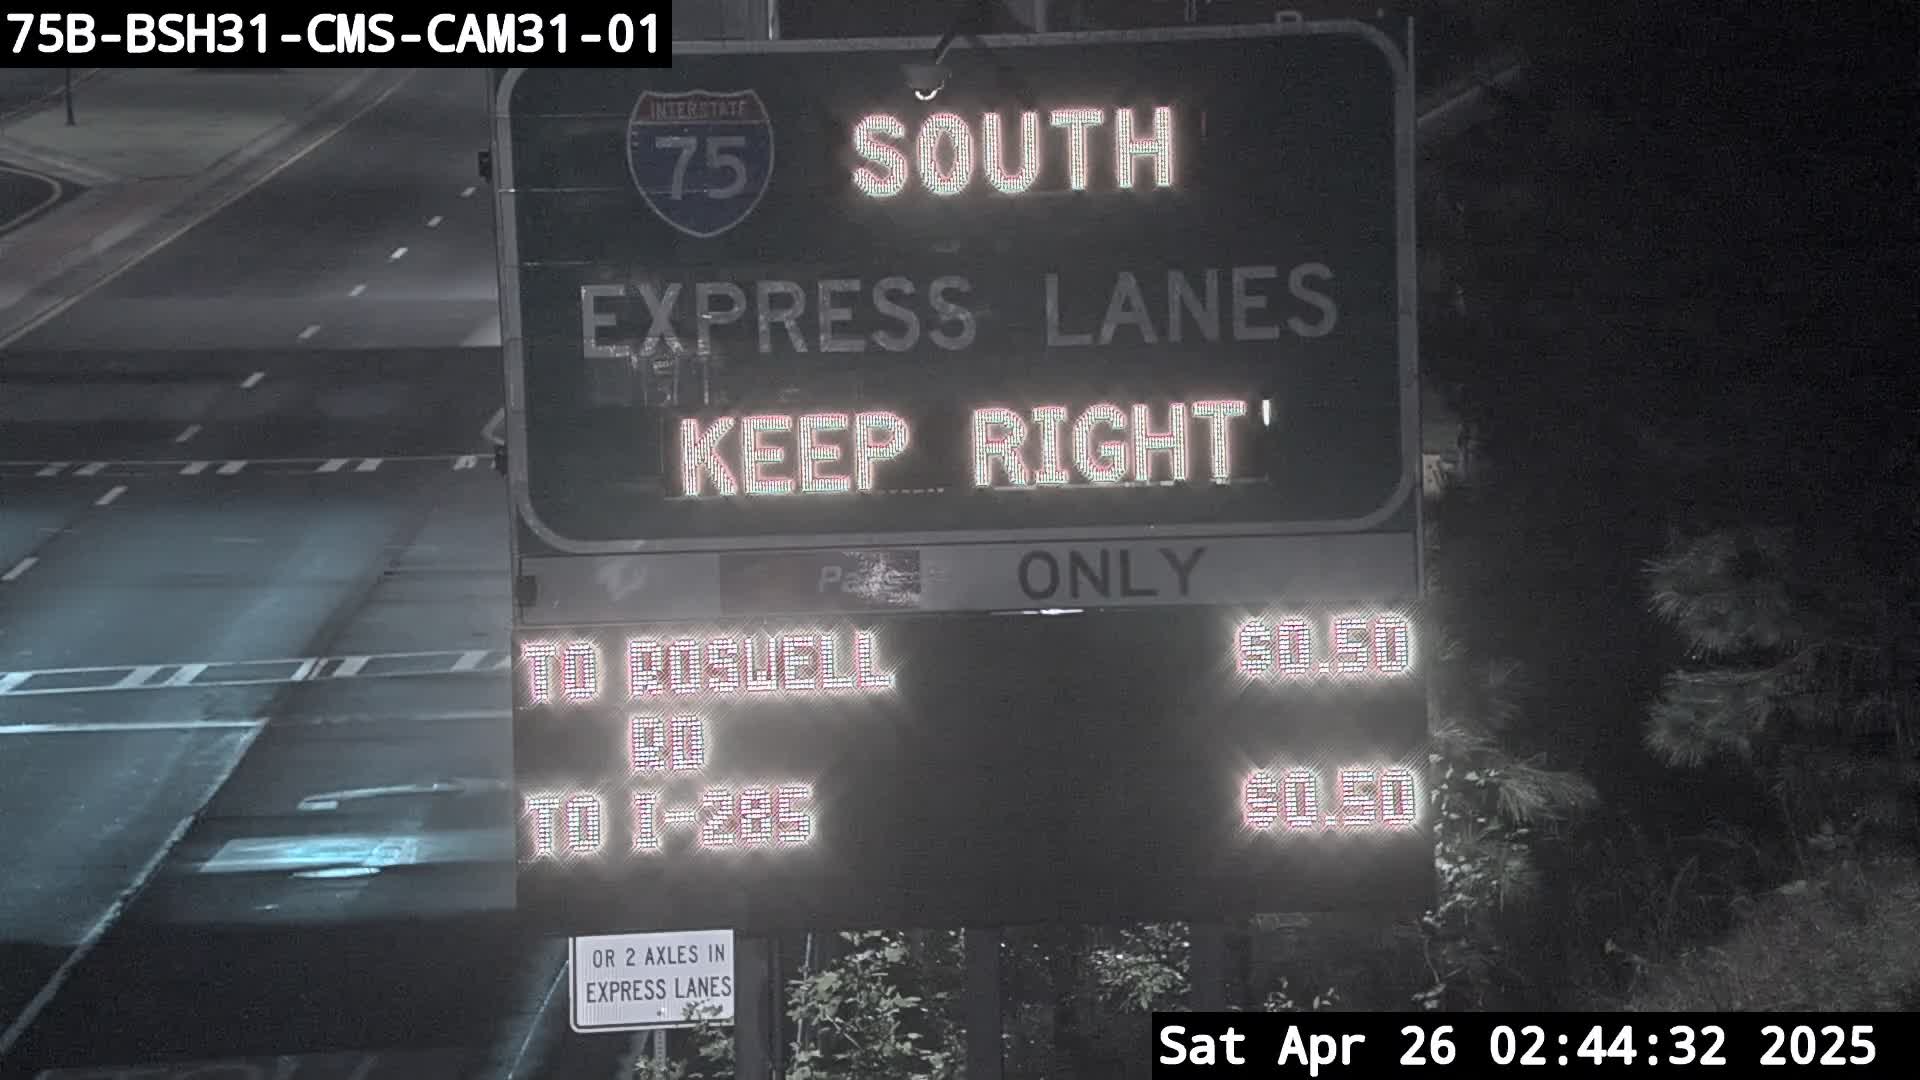 75B-BSH31-CMS-CAM31-01
INTERSTATE
75
SOUTH
EXPRESS LANES
KEEP RIGHT
ONLY
TO ROSWELL $0.50
RD
TO I-285 $0.50
OR 2 AXLES IN
EXPRESS LANES
Sat Apr 26 02:44:32 2025